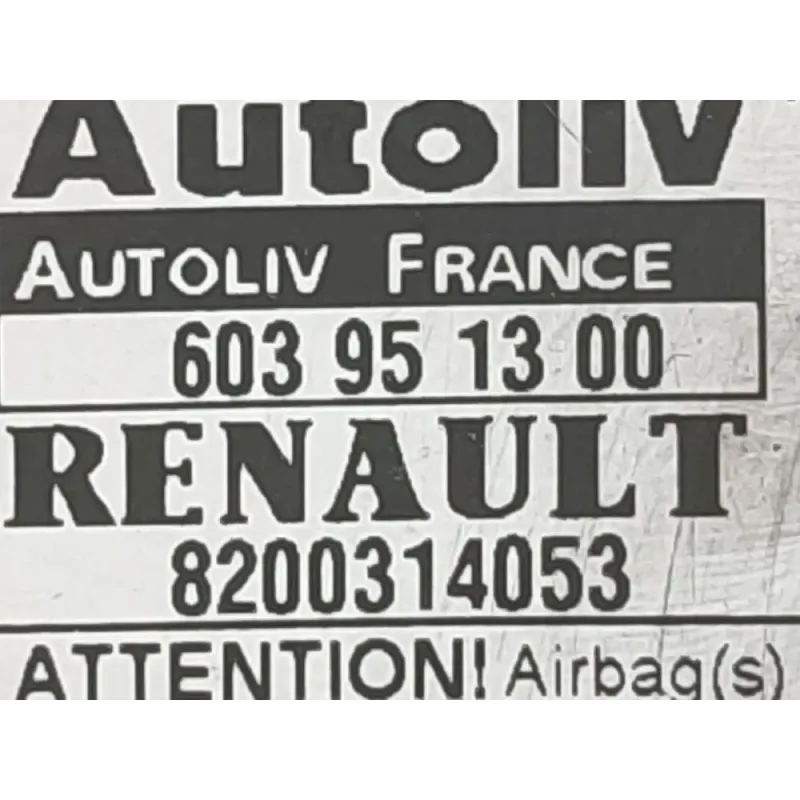 Autoliv
AUTOLIV FRANCE
603 95 13 00
RENAULT
8200314053
ATTENTION! Airbag(s)